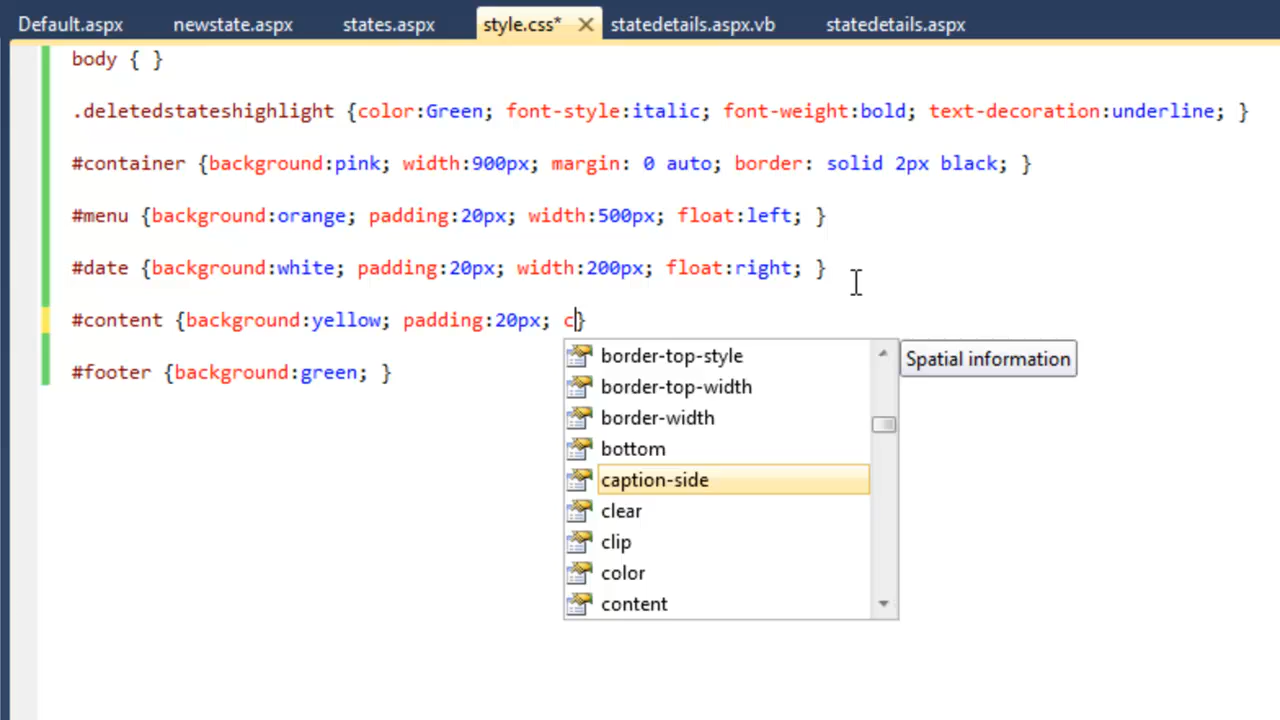 Default.aspx newstate.aspx states.aspx style.css* statedetails.aspx.vb statedetails.aspx
body { }
.deletedstateshighlight {color:Green; font-style:italic; font-weight:bold; text-decoration:underline; }
#container {background:pink; width:900px; margin: 0 auto; border: solid 2px black; }
#menu {background:orange; padding:20px; width:500px; float:left; }
#date {background:white; padding:20px; width:200px; float:right; }
#content {background:yellow; padding:20px; c}
#footer {background:green; }
border-top-style
Spatial information
border-top-width
border-width
bottom
caption-side
clear
clip
color
content